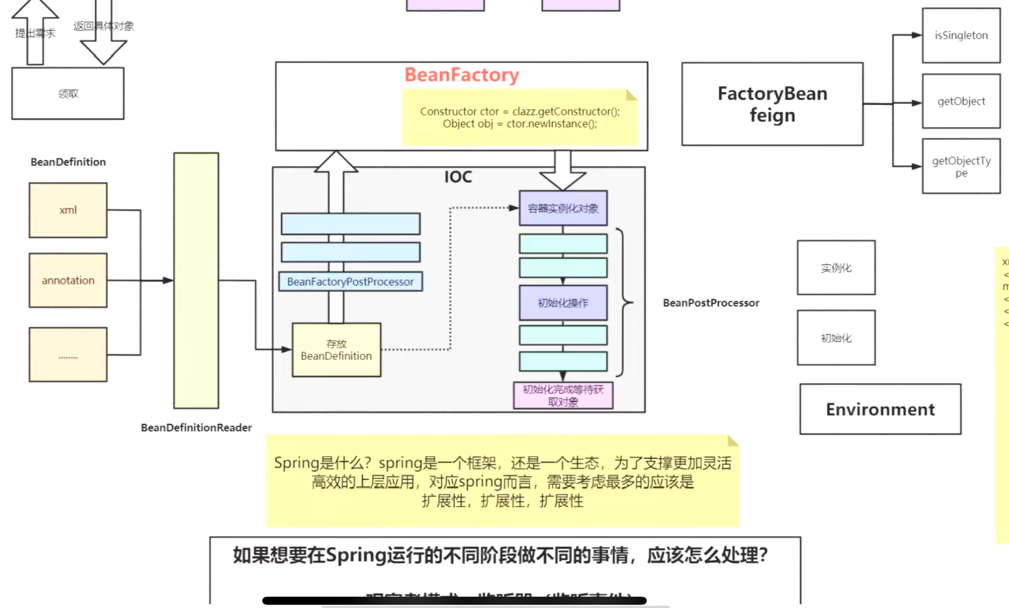 提出需求
返回具体对象
领取
BeanFactory
Constructor ctor = clazz.getConstructor();
Object obj = ctor.newInstance();
FactoryBean
feign
isSingleton
getObject
getObjectTy
pe
BeanDefinition
xml
annotation
........
BeanDefinitionReader
IOC
BeanFactoryPostProcessor
存放
BeanDefinition
容器实例化对象
初始化操作
初始化完成等待获
取对象
BeanPostProcessor
实例化
初始化
Environment
Spring是什么？spring是一个框架，还是一个生态，为了支撑更加灵活
高效的上层应用，对应spring而言，需要考虑最多的应该是
扩展性，扩展性，扩展性
如果想要在Spring运行的不同阶段做不同的事情，应该怎么处理？